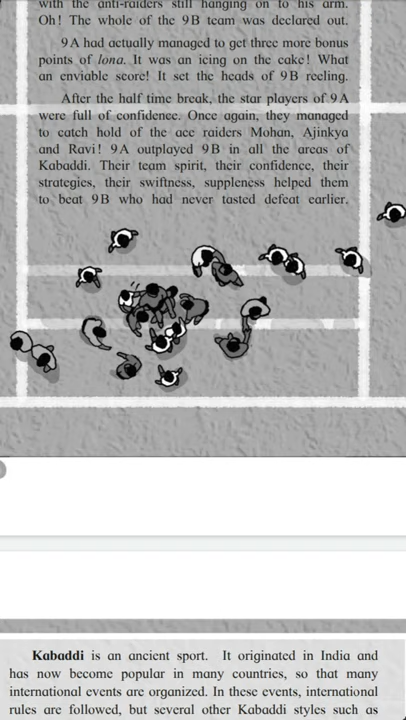 with the anti-raiders still hanging on to his arm.
Oh! The whole of the 9B team was declared out.
9A had actually managed to get three more bonus
points of lona. It was an icing on the cake! What
an enviable score! It set the heads of 9B reeling.
After the half time break, the star players of 9A
were full of confidence. Once again, they managed
to catch hold of the ace raiders Mohan, Ajinkya
and Ravi! 9A outplayed 9B in all the areas of
Kabaddi. Their team spirit, their confidence, their
strategies, their swiftness, suppleness helped them
to beat 9B who had never tasted defeat earlier.
Kabaddi is an ancient sport. It originated in India and
has now become popular in many countries, so that many
international events are organized. In these events, international
rules are followed, but several other Kabaddi styles such as